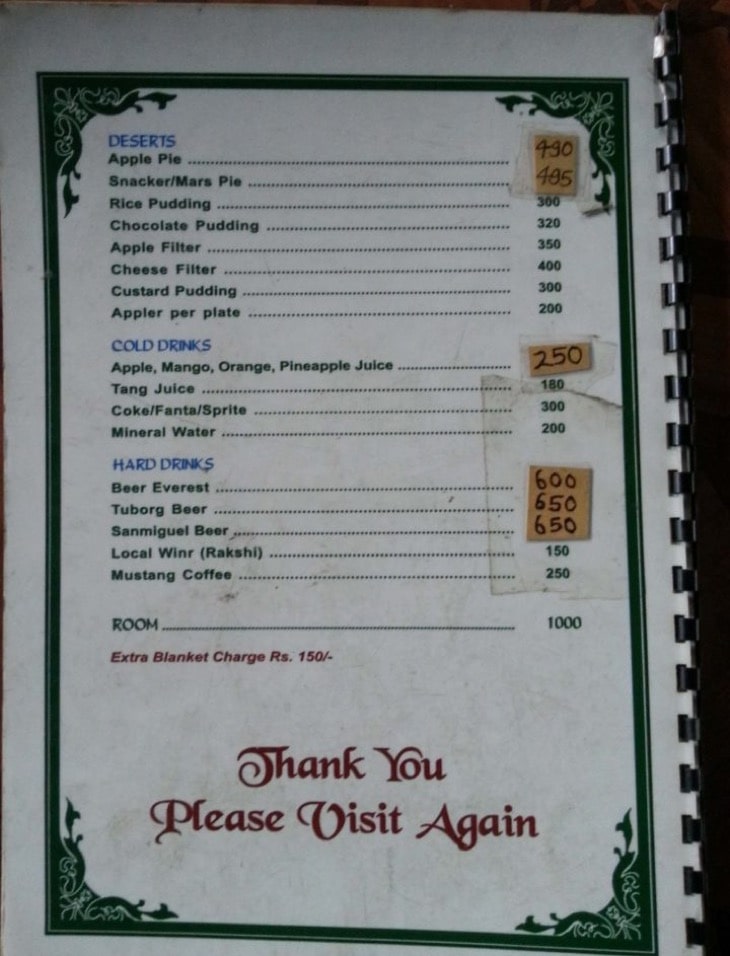 DESERTS
Apple Pie 490
Snacker/Mars Pie 495
Rice Pudding 300
Chocolate Pudding 320
Apple Filter 350
Cheese Filter 400
Custard Pudding 300
Appler per plate 200
COLD DRINKS
Apple, Mango, Orange, Pineapple Juice 250
Tang Juice 180
Coke/Fanta/Sprite 300
Mineral Water 200
HARD DRINKS
Beer Everest 600
Tuborg Beer 650
Sanmiguel Beer 650
Local Winr (Rakshi) 150
Mustang Coffee 250
ROOM 1000
Extra Blanket Charge Rs. 150/-
Thank You
Please Visit Again